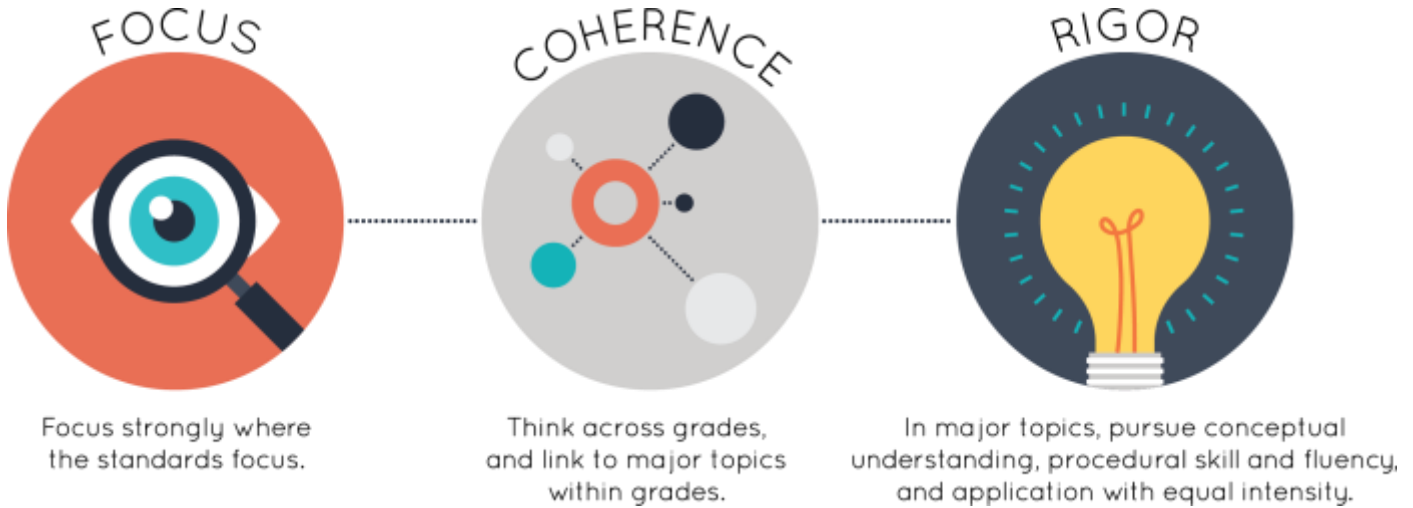 FOCUS
COHERENCE
RIGOR
Focus strongly where
the standards focus.
Think across grades,
and link to major topics
within grades.
In major topics, pursue conceptual
understanding, procedural skill and fluency,
and application with equal intensity.